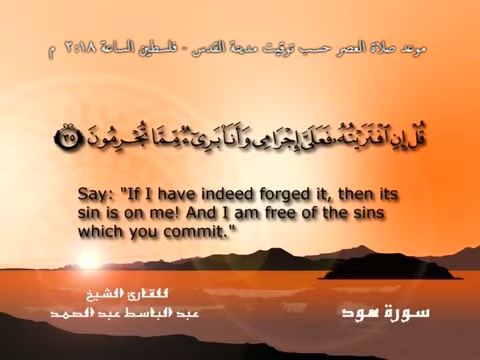 موعد صلاة العصر حسب توقيت مدينة القدس - فلسطين الساعة ٢:١٨ م
قُلْ إِنِ ٱفْتَرَيْتُهُۥ فَعَلَىَّ إِجْرَامِى وَأَنَا۠ بَرِىٓءٌ مِّمَّا تُجْرِمُونَ ٣٥
Say: "If I have indeed forged it, then its
sin is on me! And I am free of the sins
which you commit."
للقارئ الشيخ
عبد الباسط عبد الصمد
سورة هود